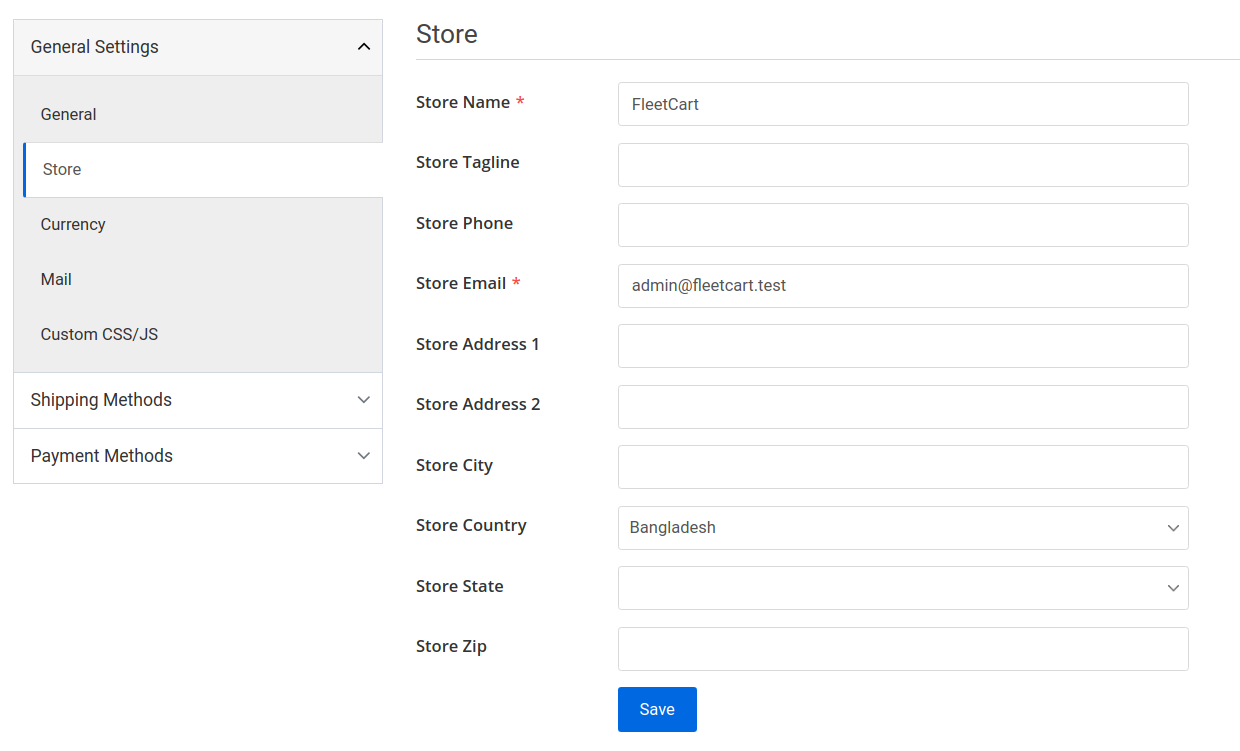 General Settings
General
Store
Currency
Mail
Custom CSS/JS
Shipping Methods
Payment Methods
Store
Store Name *
FleetCart
Store Tagline
Store Phone
Store Email *
admin@fleetcart.test
Store Address 1
Store Address 2
Store City
Store Country
Bangladesh
Store State
Store Zip
Save